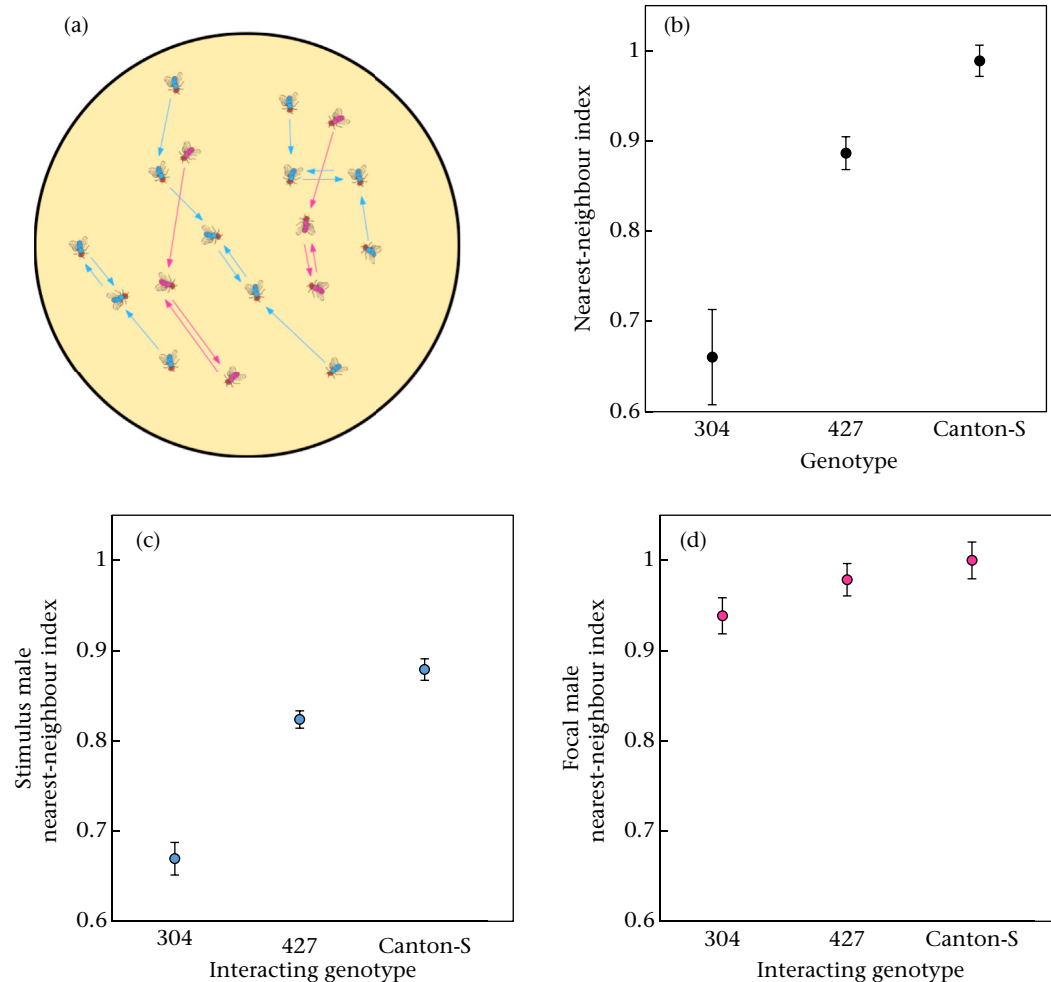 (a)
(b)
1
0.9
0.8
0.7
0.6
Nearest-neighbour index
304 427 Canton-S
Genotype
(c)
1
0.9
0.8
0.7
0.6
Stimulus male
nearest-neighbour index
304 427 Canton-S
Interacting genotype
(d)
1
0.9
0.8
0.7
0.6
Focal male
nearest-neighbour index
304 427 Canton-S
Interacting genotype